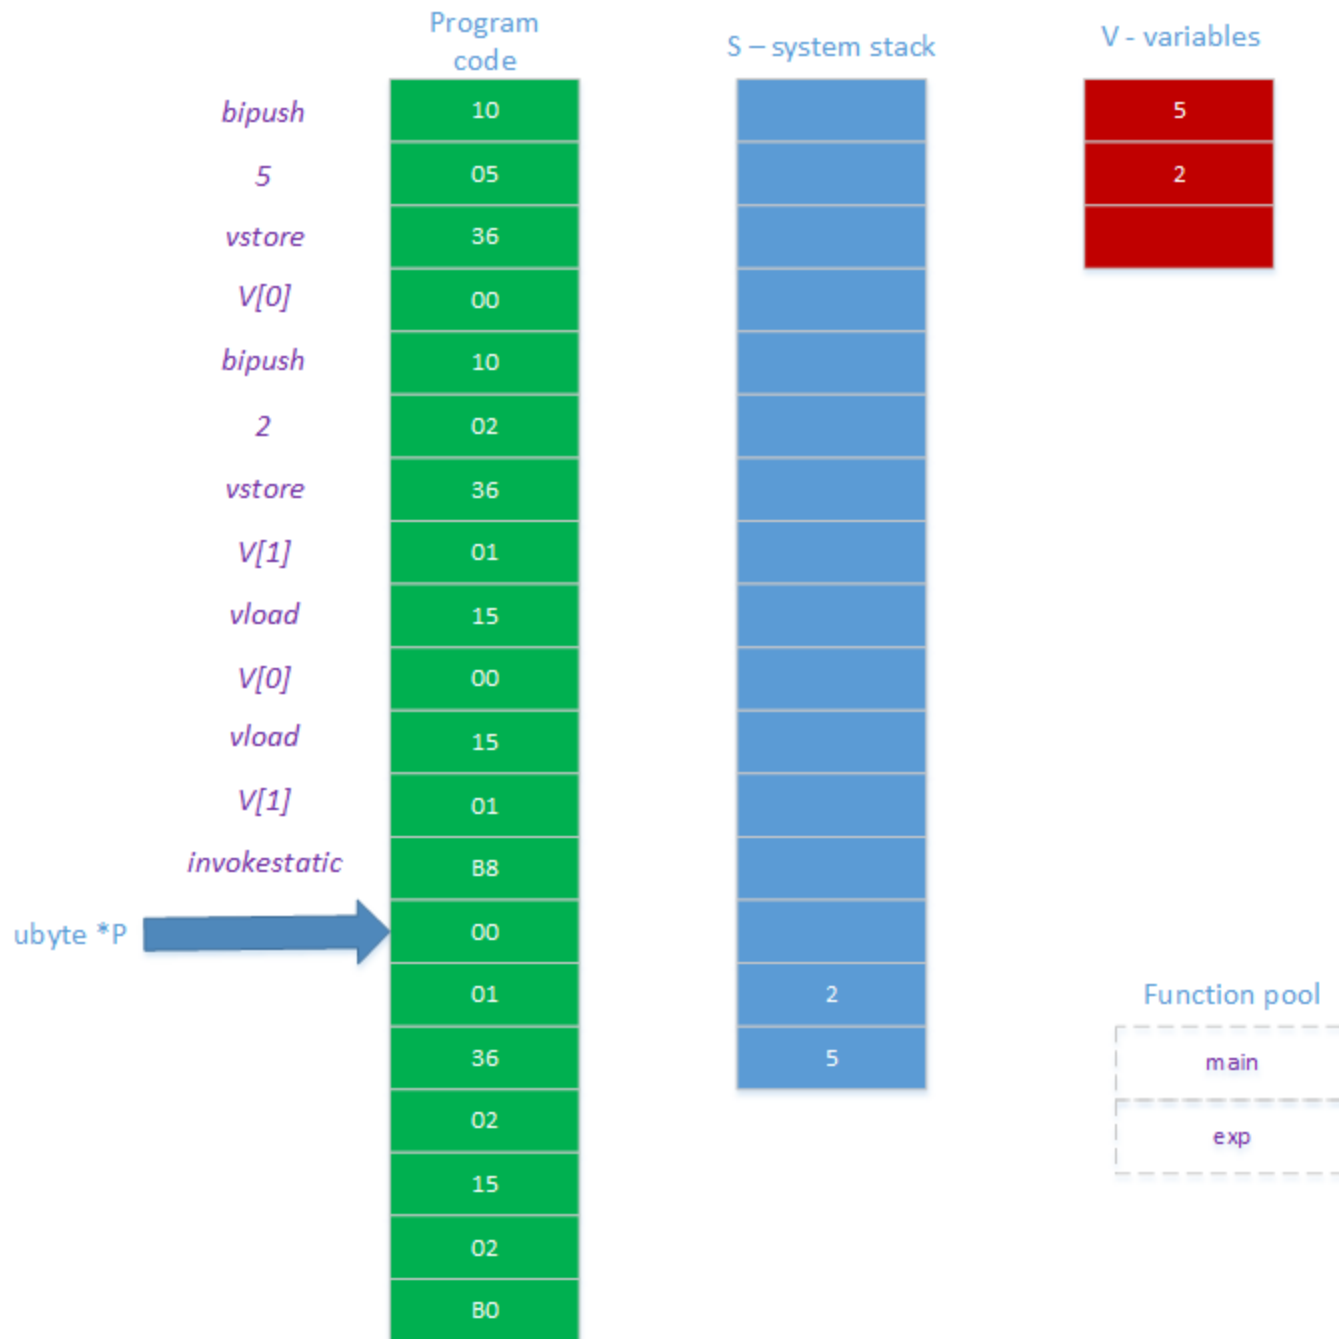 Program
code
S – system stack
V - variables
bipush
10
5
5
05
2
vstore
36
V[0]
00
bipush
10
2
02
vstore
36
V[1]
01
vload
15
V[0]
00
vload
15
V[1]
01
invokestatic
B8
ubyte *P
00
01
2
Function pool
36
5
main
02
exp
15
02
B0